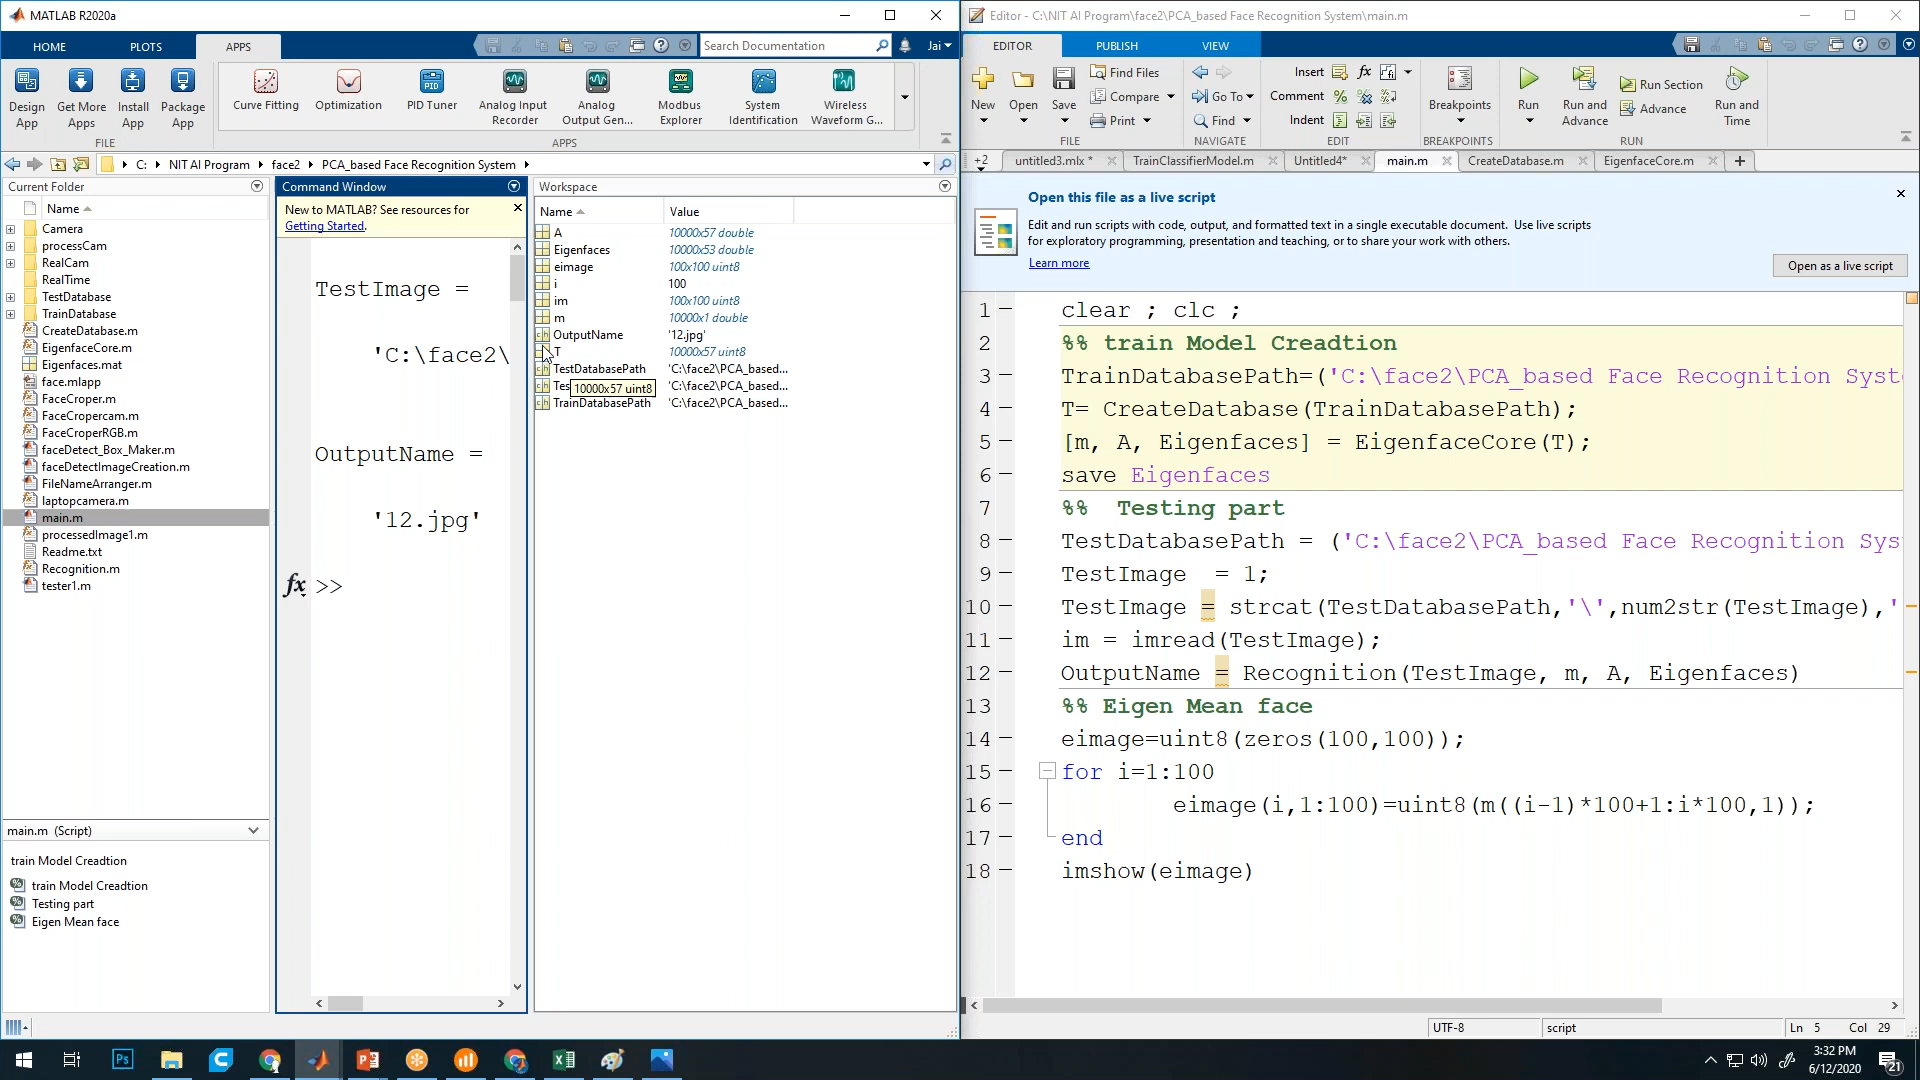 MATLAB R2020a
HOME PLOTS APPS
Search Documentation
Jai
Design App
Get More Apps
Install App
Package App
Curve Fitting
Optimization
PID Tuner
Analog Input Recorder
Analog Output Gen...
Modbus Explorer
System Identification
Wireless Waveform G...
FILE APPS
C: NIT AI Program face2 PCA_based Face Recognition System
Current Folder
Name
Camera
processCam
RealCam
RealTime
TestDatabase
TrainDatabase
CreateDatabase.m
EigenfaceCore.m
Eigenfaces.mat
face.mlapp
FaceCroper.m
FaceCropercam.m
FaceCroperRGB.m
faceDetect_Box_Maker.m
faceDetectImageCreation.m
FileNameArranger.m
laptopcamera.m
main.m
processedImage1.m
Readme.txt
Recognition.m
tester1.m
main.m (Script)
train Model Creadtion
train Model Creadtion
Testing part
Eigen Mean face
Command Window
New to MATLAB? See resources for
Getting Started.
TestImage =
'C:\face2\
OutputName =
'12.jpg'
fx >>
Workspace
Name Value
A 10000x57 double
Eigenfaces 10000x53 double
eimage 100x100 uint8
i 100
im 100x100 uint8
m 10000x1 double
OutputName '12.jpg'
T 10000x57 uint8
TestDatabasePath 'C:\face2\PCA_based...
Tes 'C:\face2\PCA_based...
10000x57 uint8
TrainDatabasePath 'C:\face2\PCA_based...
Editor - C:\NIT AI Program\face2\PCA_based Face Recognition System\main.m
EDITOR PUBLISH VIEW
New
Open
Save
Find Files
Compare
Print
Go To
Find
Insert fx
Comment
Indent
Breakpoints
Run
Run and Advance
Run Section
Advance
Run and Time
FILE NAVIGATE EDIT BREAKPOINTS RUN
+2 untitled3.mlx * TrainClassifierModel.m Untitled4* main.m CreateDatabase.m EigenfaceCore.m
Open this file as a live script
Edit and run scripts with code, output, and formatted text in a single executable document. Use live scripts
for exploratory programming, presentation and teaching, or to share your work with others.
Learn more
Open as a live script
1 clear ; clc ;
2 %% train Model Creadtion
3 TrainDatabasePath=('C:\face2\PCA_based Face Recognition Syst
4 T= CreateDatabase(TrainDatabasePath);
5 [m, A, Eigenfaces] = EigenfaceCore(T);
6 save Eigenfaces
7 %% Testing part
8 TestDatabasePath = ('C:\face2\PCA_based Face Recognition Sys
9 TestImage = 1;
10 TestImage = strcat(TestDatabasePath,'\',num2str(TestImage),'
11 im = imread(TestImage);
12 OutputName = Recognition(TestImage, m, A, Eigenfaces)
13 %% Eigen Mean face
14 eimage=uint8(zeros(100,100));
15 for i=1:100
16 eimage(i,1:100)=uint8(m((i-1)*100+1:i*100,1));
17 end
18 imshow(eimage)
UTF-8 script Ln 5 Col 29
3:32 PM
6/12/2020
21